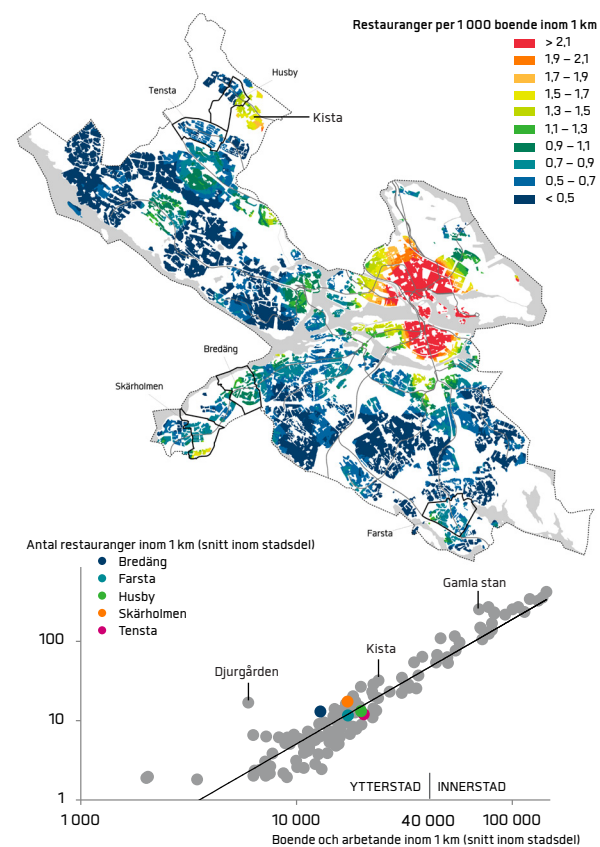 Restauranger per 1 000 boende inom 1 km
> 2,1
1,9 – 2,1
1,7 – 1,9
1,5 – 1,7
1,3 – 1,5
1,1 – 1,3
0,9 – 1,1
0,7 – 0,9
0,5 – 0,7
< 0,5
Husby
Tensta
Kista
Bredäng
Skärholmen
Farsta
Antal restauranger inom 1 km (snitt inom stadsdel)
Bredäng
Farsta
Husby
Skärholmen
Tensta
Gamla stan
Kista
Djurgården
100
10
1
YTTERSTAD
INNERSTAD
1 000
10 000
40 000
100 000
Boende och arbetande inom 1 km (snitt inom stadsdel)